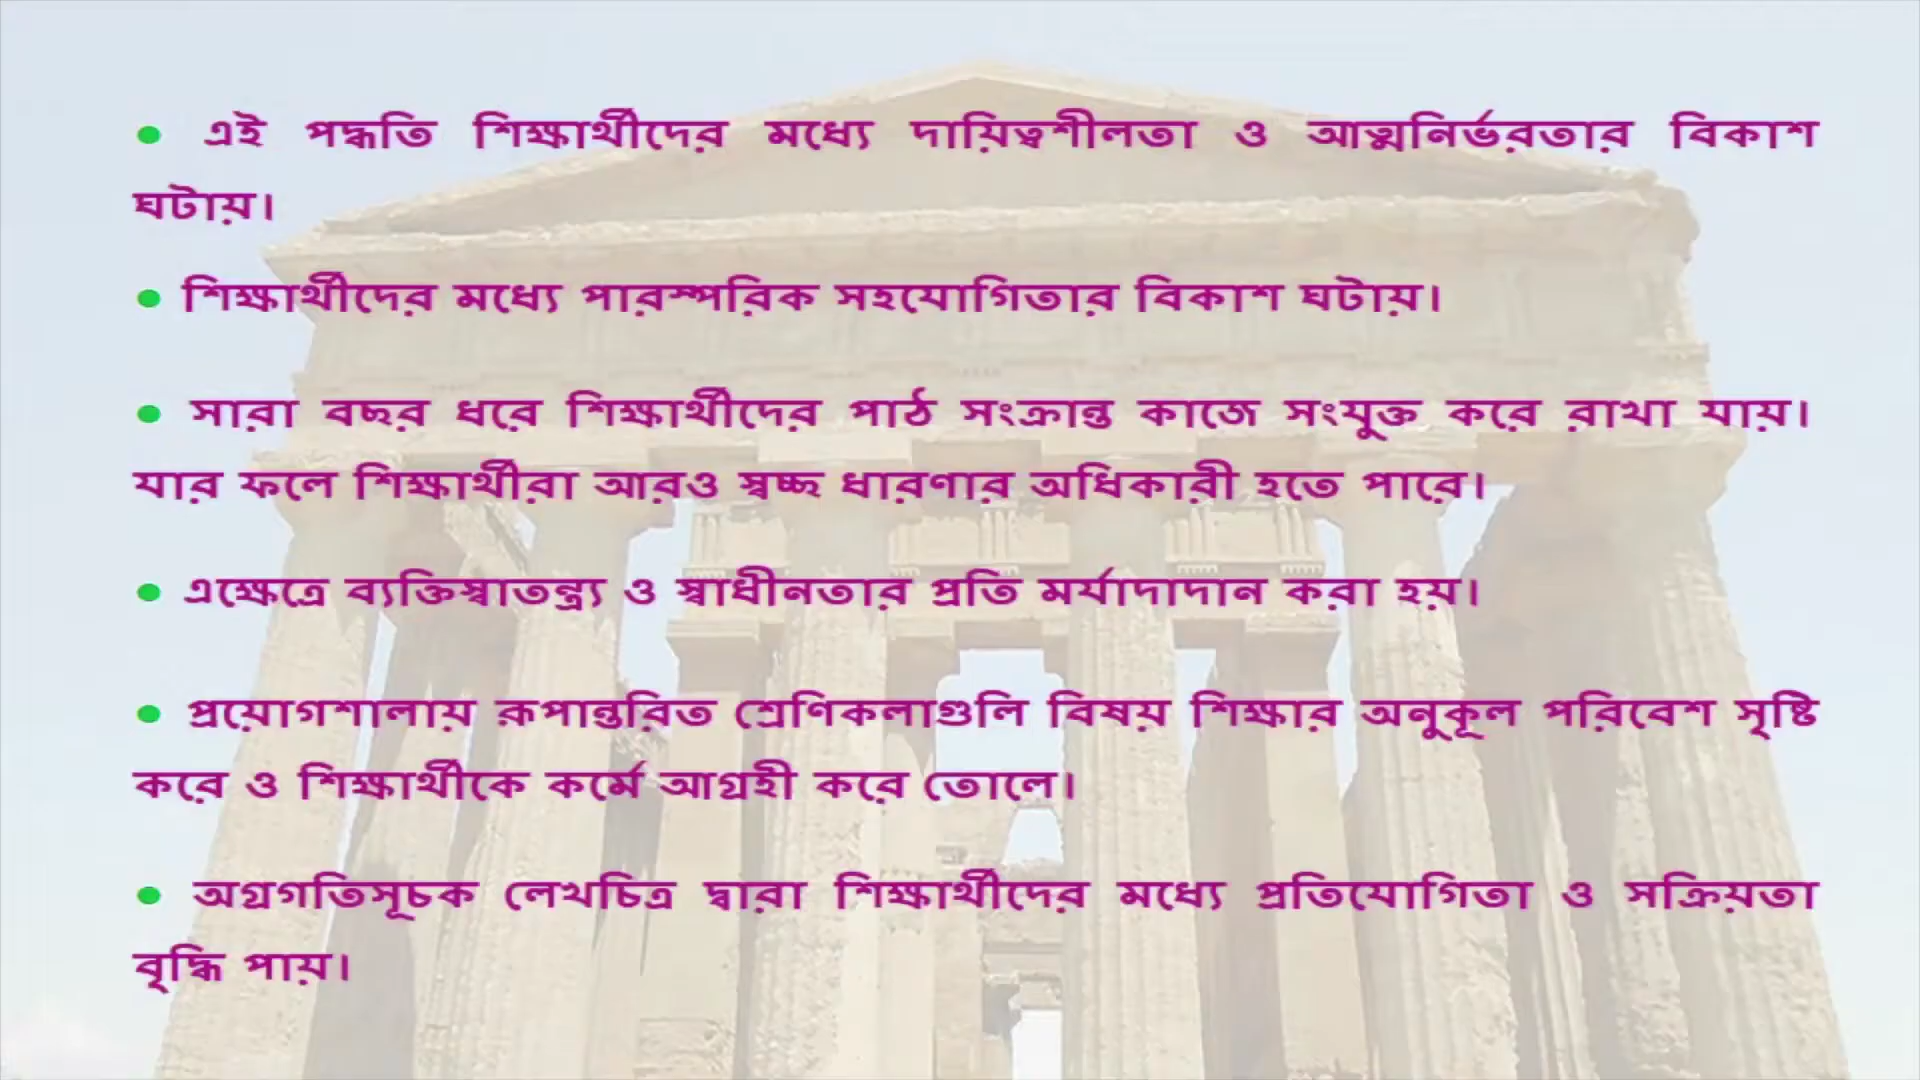 ● এই পদ্ধতি শিক্ষার্থীদের মধ্যে দায়িত্বশীলতা ও আত্মনির্ভরতার বিকাশ
ঘটায়।
● শিক্ষার্থীদের মধ্যে পারস্পরিক সহযোগিতার বিকাশ ঘটায়।
● সারা বছর ধরে শিক্ষার্থীদের পাঠ সংক্রান্ত কাজে সংযুক্ত করে রাখা যায়।
যার ফলে শিক্ষার্থীরা আরও স্বচ্ছ ধারণার অধিকারী হতে পারে।
● এক্ষেত্রে ব্যক্তিস্বাতন্ত্র্য ও স্বাধীনতার প্রতি মর্যাদাদান করা হয়।
● প্রয়োগশালায় রূপান্তরিত শ্রেণিকলাগুলি বিষয় শিক্ষার অনুকূল পরিবেশ সৃষ্টি
করে ও শিক্ষার্থীকে কর্মে আগ্রহী করে তোলে।
● অগ্রগতিসূচক লেখচিত্র দ্বারা শিক্ষার্থীদের মধ্যে প্রতিযোগিতা ও সক্রিয়তা
বৃদ্ধি পায়।